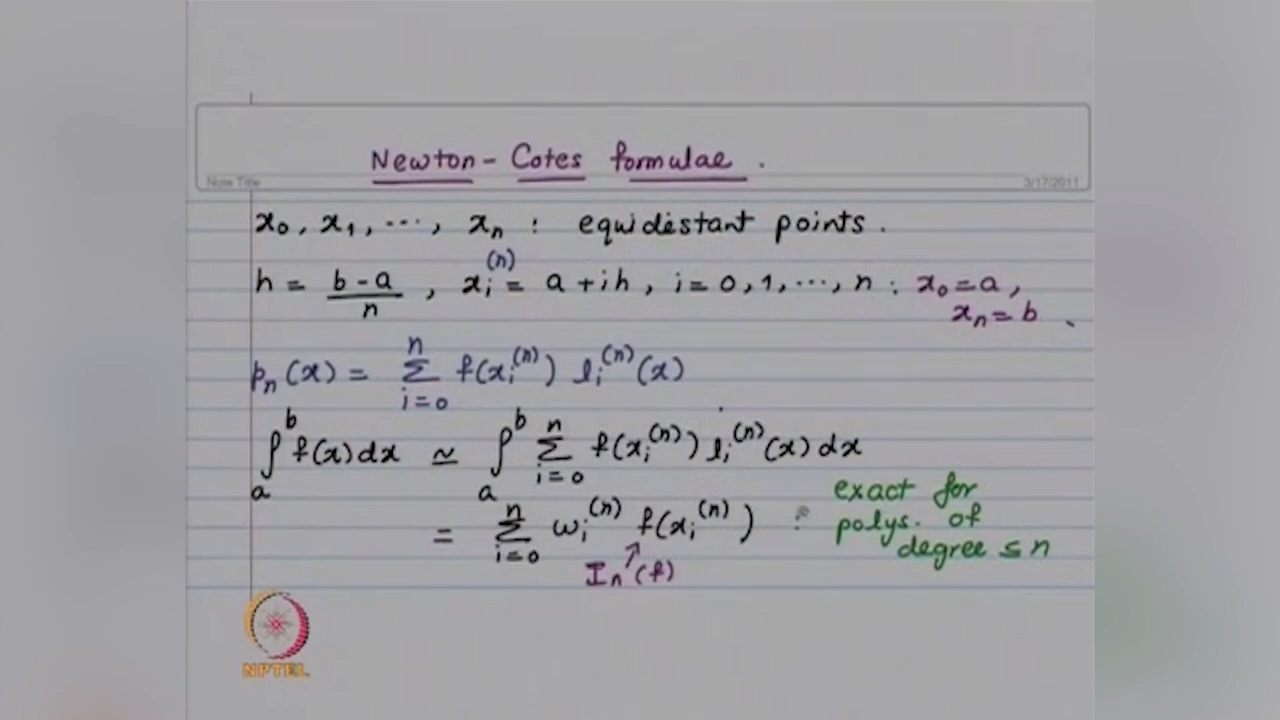 Newton - Cotes formulae .
Note Title
3/17/2011
x₀, x₁, ..., xₙ : equidistant points .
h = (b - a)/n , xᵢ⁽ⁿ⁾ = a + ih , i = 0, 1, ..., n : x₀ = a ,
xₙ = b .
pₙ(x) = Σᵢ₌₀ⁿ f(xᵢ⁽ⁿ⁾) lᵢ⁽ⁿ⁾(x)
∫ₐᵇ f(x) dx ≃ ∫ₐᵇ Σᵢ₌₀ⁿ f(xᵢ⁽ⁿ⁾) lᵢ⁽ⁿ⁾(x) dx
= Σᵢ₌₀ⁿ wᵢ⁽ⁿ⁾ f(xᵢ⁽ⁿ⁾) : exact for
polys. of
degree ≤ n
↗
Iₙ(f)
NPTEL